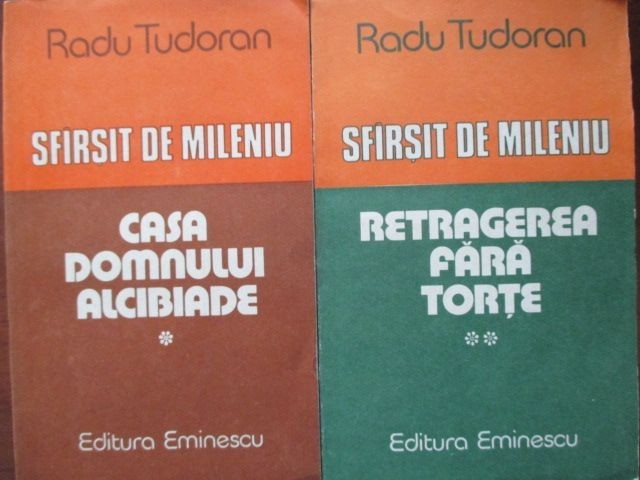 Radu Tudoran
SFÎRȘIT DE MILENIU
CASA
DOMNULUI
ALCIBIADE
*
Editura Eminescu
Radu Tudoran
SFÎRȘIT DE MILENIU
RETRAGEREA
FĂRĂ
TORȚE
**
Editura Eminescu